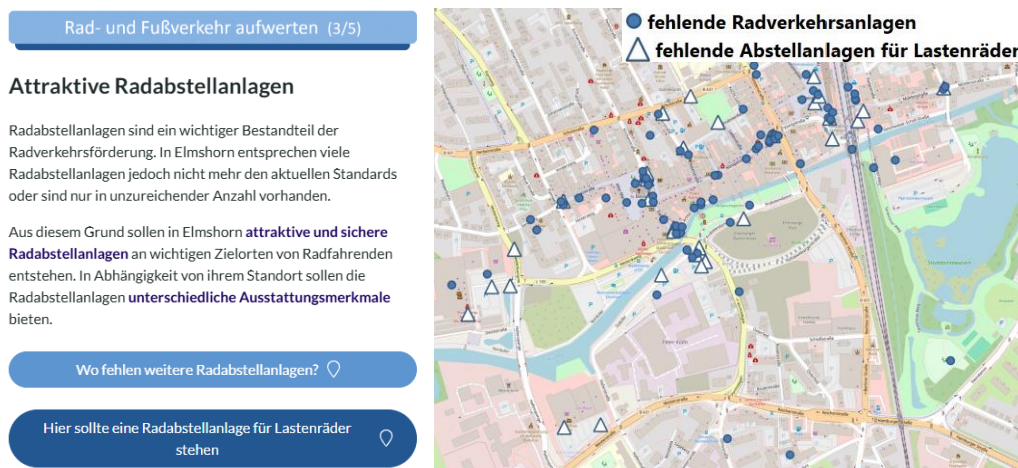 Rad- und Fußverkehr aufwerten (3/5)
Attraktive Radabstellanlagen
Radabstellanlagen sind ein wichtiger Bestandteil der
Radverkehrsförderung. In Elmshorn entsprechen viele
Radabstellanlagen jedoch nicht mehr den aktuellen Standards
oder sind nur in unzureichender Anzahl vorhanden.
Aus diesem Grund sollen in Elmshorn attraktive und sichere
Radabstellanlagen an wichtigen Zielorten von Radfahrenden
entstehen. In Abhängigkeit von ihrem Standort sollen die
Radabstellanlagen unterschiedliche Ausstattungsmerkmale
bieten.
Wo fehlen weitere Radabstellanlagen?
Hier sollte eine Radabstellanlage für Lastenräder
stehen
fehlende Radverkehrsanlagen
fehlende Abstellanlagen für Lastenräder